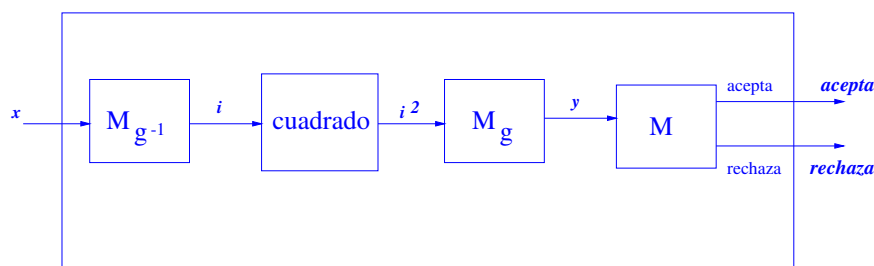 x
M g-1
i
cuadrado
i 2
M g
y
M
acepta
acepta
rechaza
rechaza